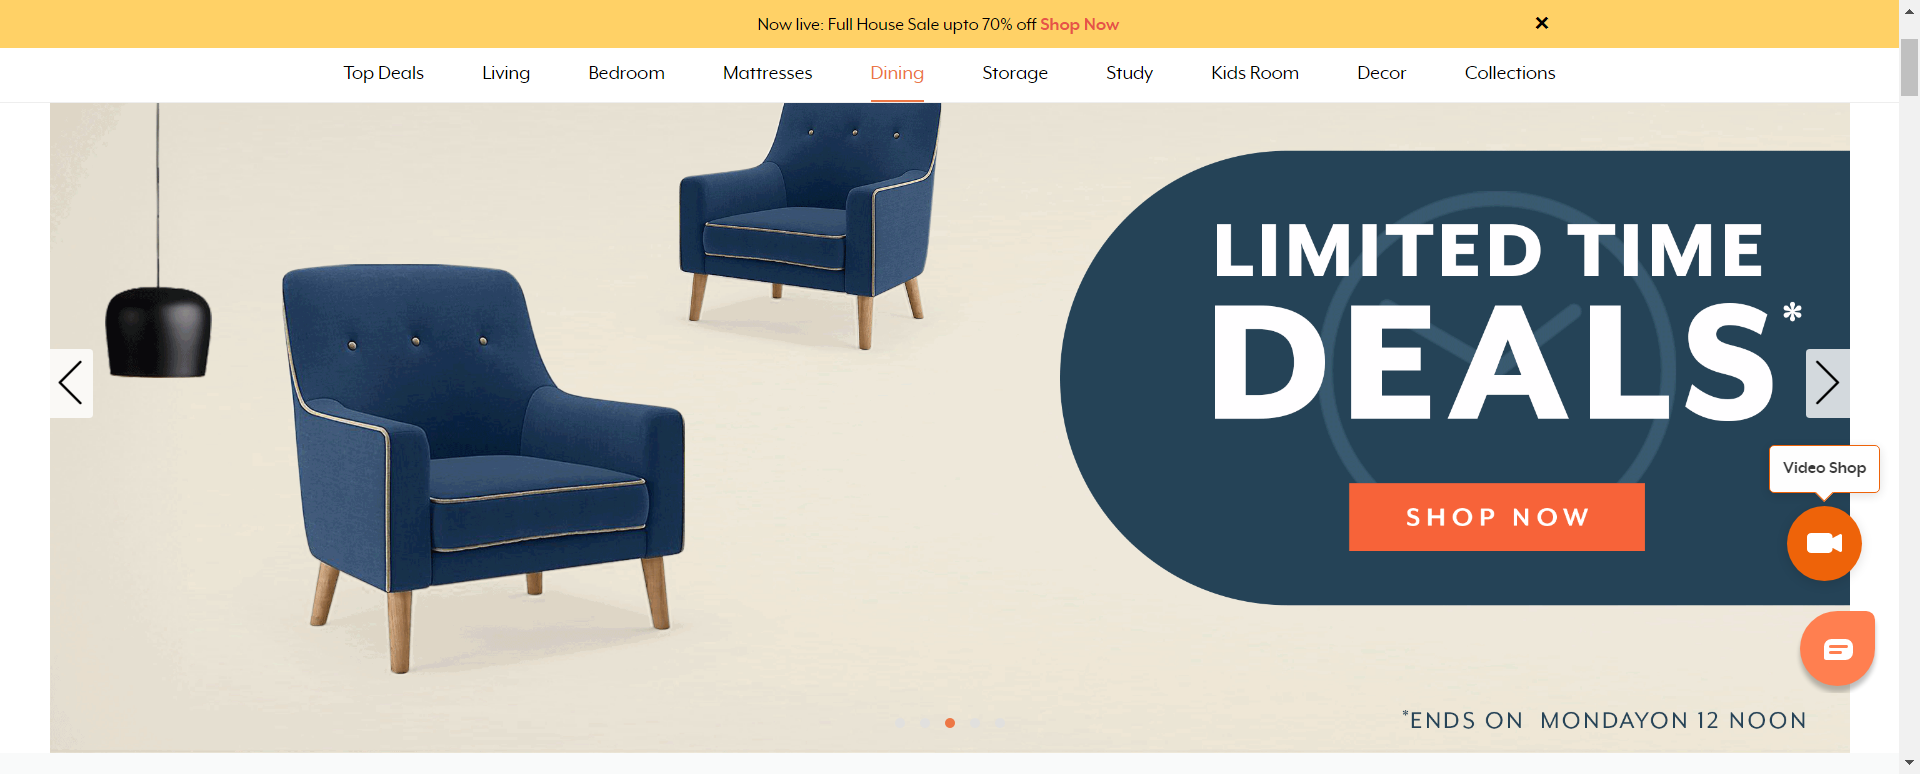 Now live: Full House Sale upto 70% off Shop Now
Top Deals Living Bedroom Mattresses Dining Storage Study Kids Room Decor Collections
LIMITED TIME
DEALS*
Video Shop
SHOP NOW
*ENDS ON MONDAYON 12 NOON